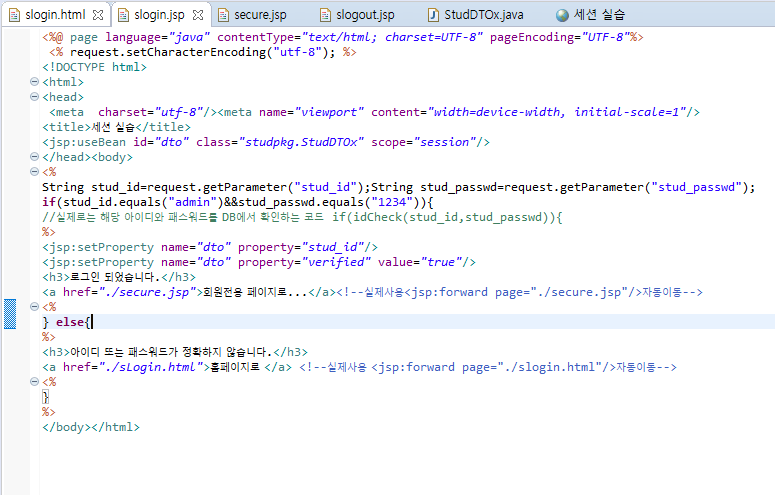 slogin.html slogin.jsp secure.jsp slogout.jsp StudDTOx.java 세션 실습
<%@ page language="java" contentType="text/html; charset=UTF-8" pageEncoding="UTF-8"%>
<% request.setCharacterEncoding("utf-8"); %>
<!DOCTYPE html>
<html>
<head>
<meta  charset="utf-8"/><meta name="viewport" content="width=device-width, initial-scale=1"/>
<title>세션 실습</title>
<jsp:useBean id="dto" class="studpkg.StudDTOx" scope="session"/>
</head><body>
<%
String stud_id=request.getParameter("stud_id");String stud_passwd=request.getParameter("stud_passwd");
if(stud_id.equals("admin")&&stud_passwd.equals("1234")){
//실제로는 해당 아이디와 패스워드를 DB에서 확인하는 코드 if(idCheck(stud_id,stud_passwd)){
%>
<jsp:setProperty name="dto" property="stud_id"/>
<jsp:setProperty name="dto" property="verified" value="true"/>
<h3>로그인 되었습니다.</h3>
<a href="./secure.jsp">회원전용 페이지로...</a><!--실제사용<jsp:forward page="./secure.jsp"/>자동이동-->
<%
} else{
%>
<h3>아이디 뜨는 패스워드가 정확하지 않습니다.</h3>
<a href="./sLogin.html">홈페이지로 </a> <!--실제사용 <jsp:forward page="./slogin.html"/>자동이동-->
<%
}
%>
</body></html>